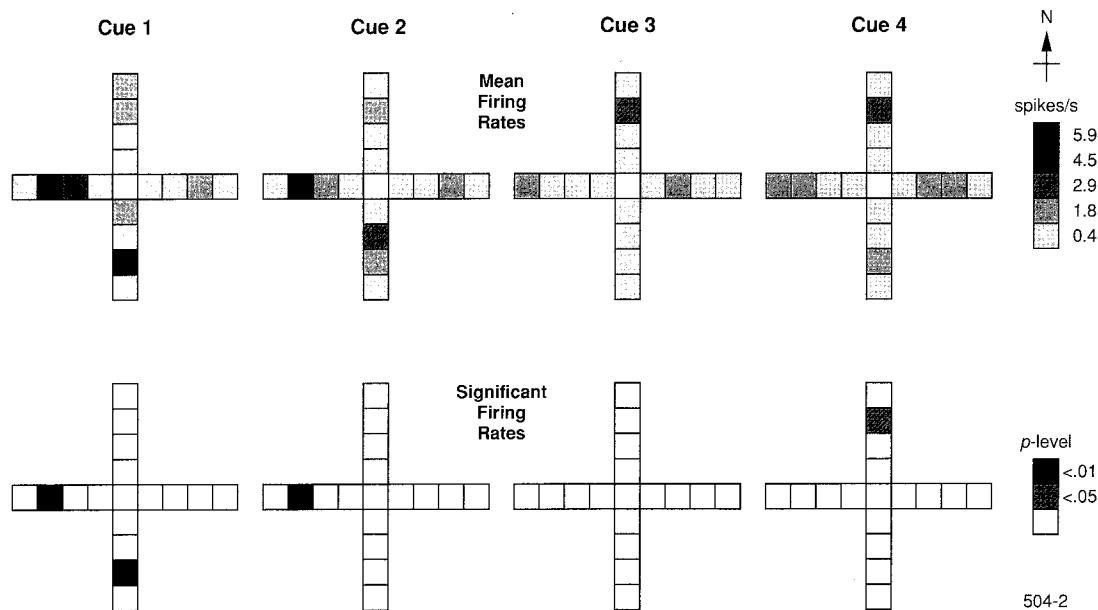 Cue 1
Cue 2
Cue 3
Cue 4
N
Mean
Firing
Rates
spikes/s
5.9
4.5
2.9
1.8
0.4
Significant
Firing
Rates
p-level
<.01
<.05
504-2